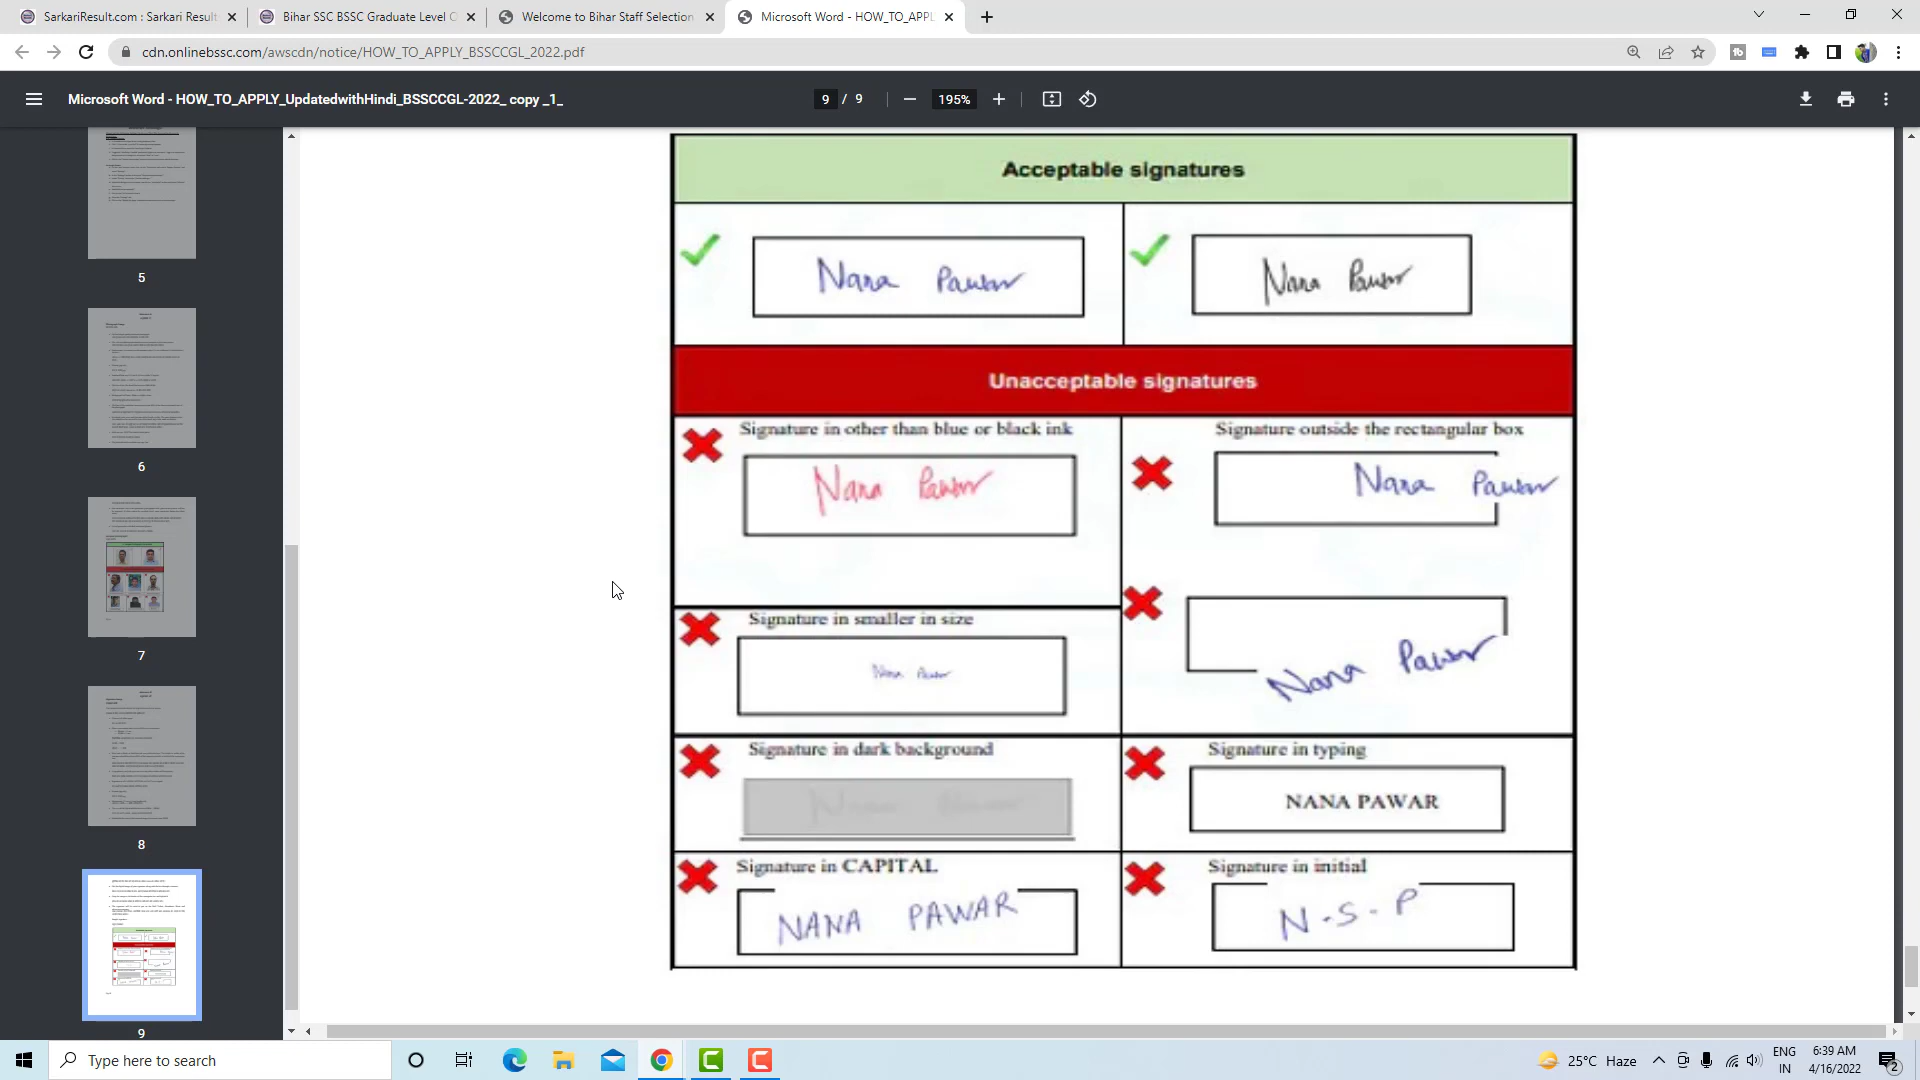 SarkariResult.com : Sarkari Result
Bihar SSC BSSC Graduate Level C
Welcome to Bihar Staff Selection
Microsoft Word - HOW_TO_APPL
cdn.onlinebssc.com/awscdn/notice/HOW_TO_APPLY_BSSCCGL_2022.pdf
Microsoft Word - HOW_TO_APPLY_UpdatedwithHindi_BSSCCGL-2022_ copy _1_
9 / 9
195%
5
6
7
8
9
Acceptable signatures
Nana Pawar
Nana Pawar
Unacceptable signatures
Signature in other than blue or black ink
Signature outside the rectangular box
Nana Pawar
Nana Pawar
Signature in smaller in size
Nana Pawar
Nana Pawar
Signature in dark background
Signature in typing
Nana Pawar
NANA PAWAR
Signature in CAPITAL
Signature in initial
NANA PAWAR
N-S-P
Type here to search
25°C Haze
ENG
IN
6:39 AM
4/16/2022
2